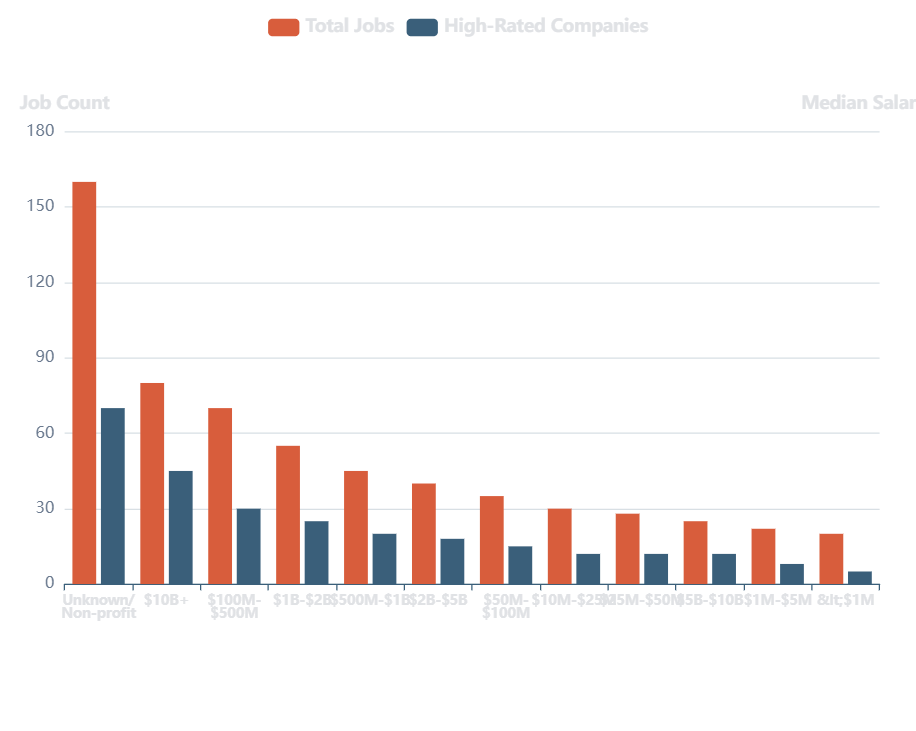 Total Jobs High-Rated Companies
Job Count Median Salar
180
150
120
90
60
30
0
Unknown/ $10B+ $100M- $1B-$2B $500M-$1B $2B-$5B $50M- $10M-$25M $25M-$50M $5B-$10B $1M-$5M &lt;$1M
Non-profit $500M $100M